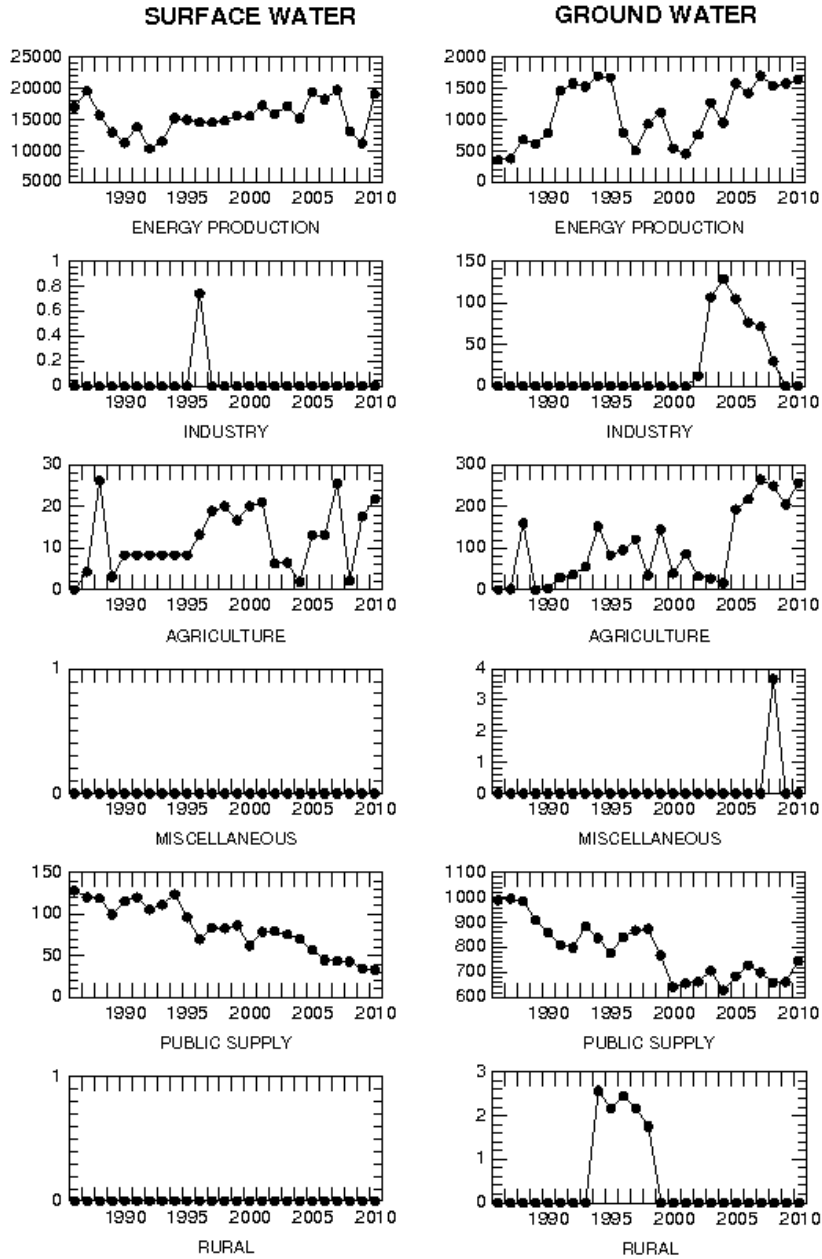 SURFACE WATER
GROUND WATER
25000
20000
15000
10000
5000
1990 1995 2000 2005 2010
ENERGY PRODUCTION
2000
1500
1000
500
0
1990 1995 2000 2005 2010
ENERGY PRODUCTION
1
0.8
0.6
0.4
0.2
0
1990 1995 2000 2005 2010
INDUSTRY
150
100
50
0
1990 1995 2000 2005 2010
INDUSTRY
30
20
10
0
1990 1995 2000 2005 2010
AGRICULTURE
300
200
100
0
1990 1995 2000 2005 2010
AGRICULTURE
1
0
1990 1995 2000 2005 2010
MISCELLANEOUS
4
3
2
1
0
1990 1995 2000 2005 2010
MISCELLANEOUS
150
100
50
0
1990 1995 2000 2005 2010
PUBLIC SUPPLY
1100
1000
900
800
700
600
1990 1995 2000 2005 2010
PUBLIC SUPPLY
1
0
1990 1995 2000 2005 2010
RURAL
3
2
1
0
1990 1995 2000 2005 2010
RURAL